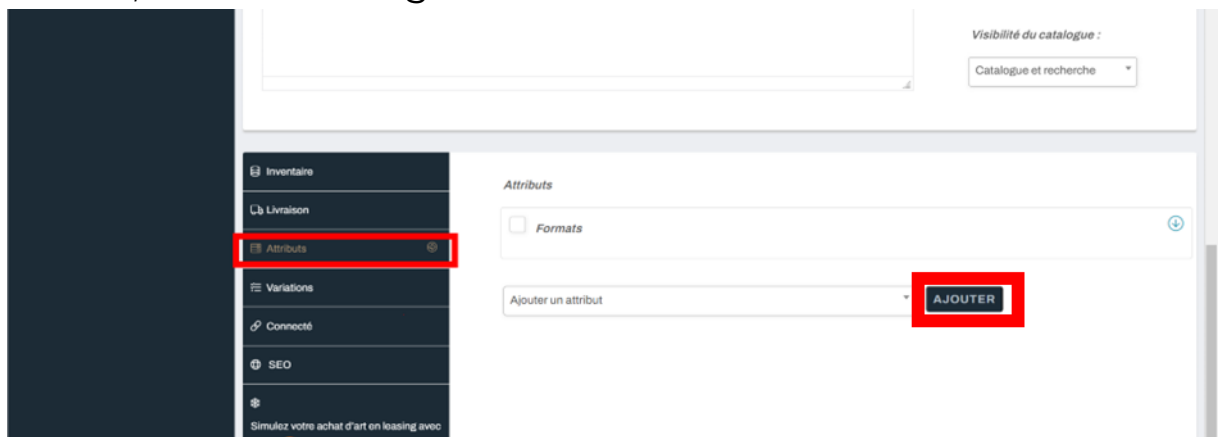 Visibilité du catalogue :
Catalogue et recherche
Inventaire
Livraison
Attributs
Variations
Connecté
SEO
Simulez votre achat d'art en leasing avec
Attributs
Formats
Ajouter un attribut
AJOUTER